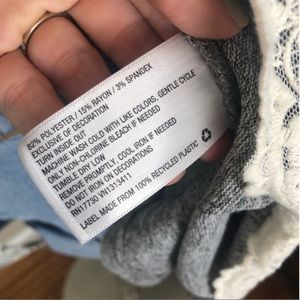 82% POLYESTER / 15% RAYON / 3% SPANDEX
EXCLUSIVE OF DECORATION
TURN INSIDE OUT
MACHINE WASH COLD WITH LIKE COLORS, GENTLE CYCLE
ONLY NON-CHLORINE BLEACH IF NEEDED
TUMBLE DRY LOW
REMOVE PROMPTLY, COOL IRON IF NEEDED
DO NOT IRON ON DECORATIONS
RN17730 VN1313411
LABEL MADE FROM 100% RECYCLED PLASTIC